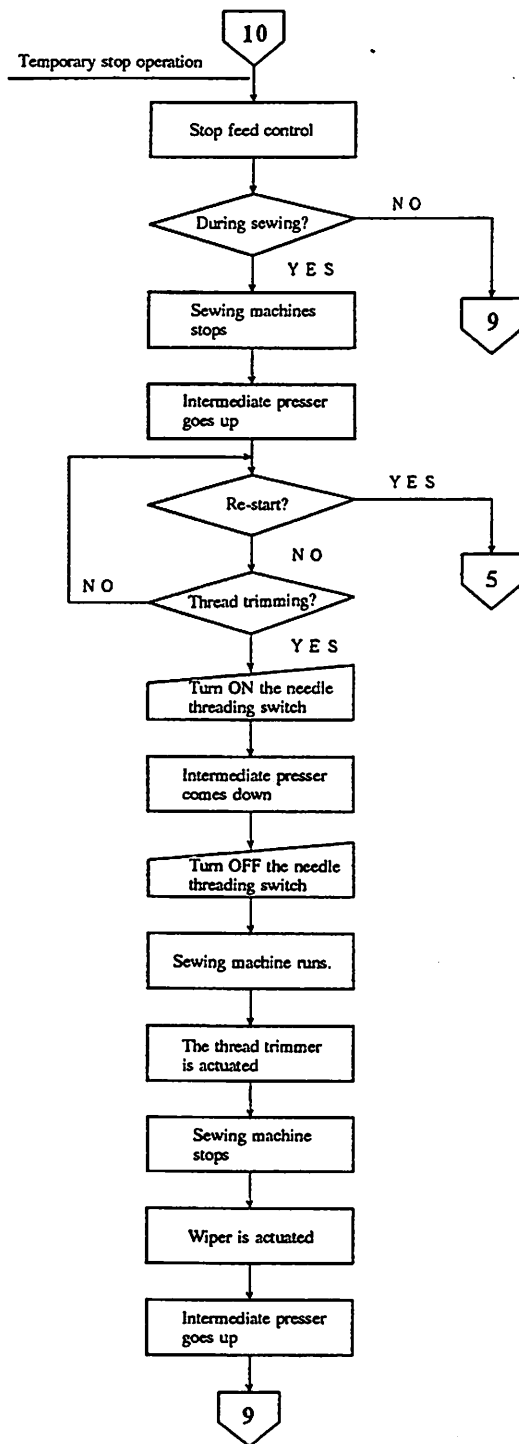 10
Temporary stop operation
Stop feed control
During sewing?
NO
YES
9
Sewing machines
stops
Intermediate presser
goes up
Re-start?
YES
NO
5
Thread trimming?
NO
YES
Turn ON the needle
threading switch
Intermediate presser
comes down
Turn OFF the needle
threading switch
Sewing machine runs.
The thread trimmer
is actuated
Sewing machine
stops
Wiper is actuated
Intermediate presser
goes up
9